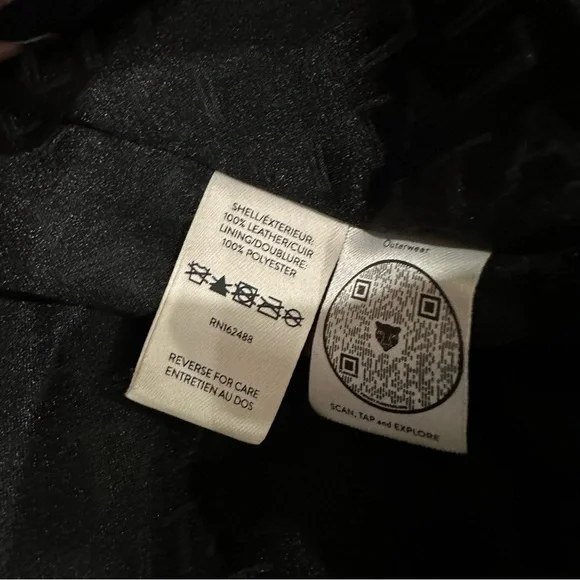 SHELL/EXTÉRIEUR:
100% LEATHER/CUIR
LINING/DOUBLURE:
100% POLYESTER
RN162488
REVERSE FOR CARE
ENTRETIEN AU DOS
Outerwear
SCAN, TAP and EXPLORE